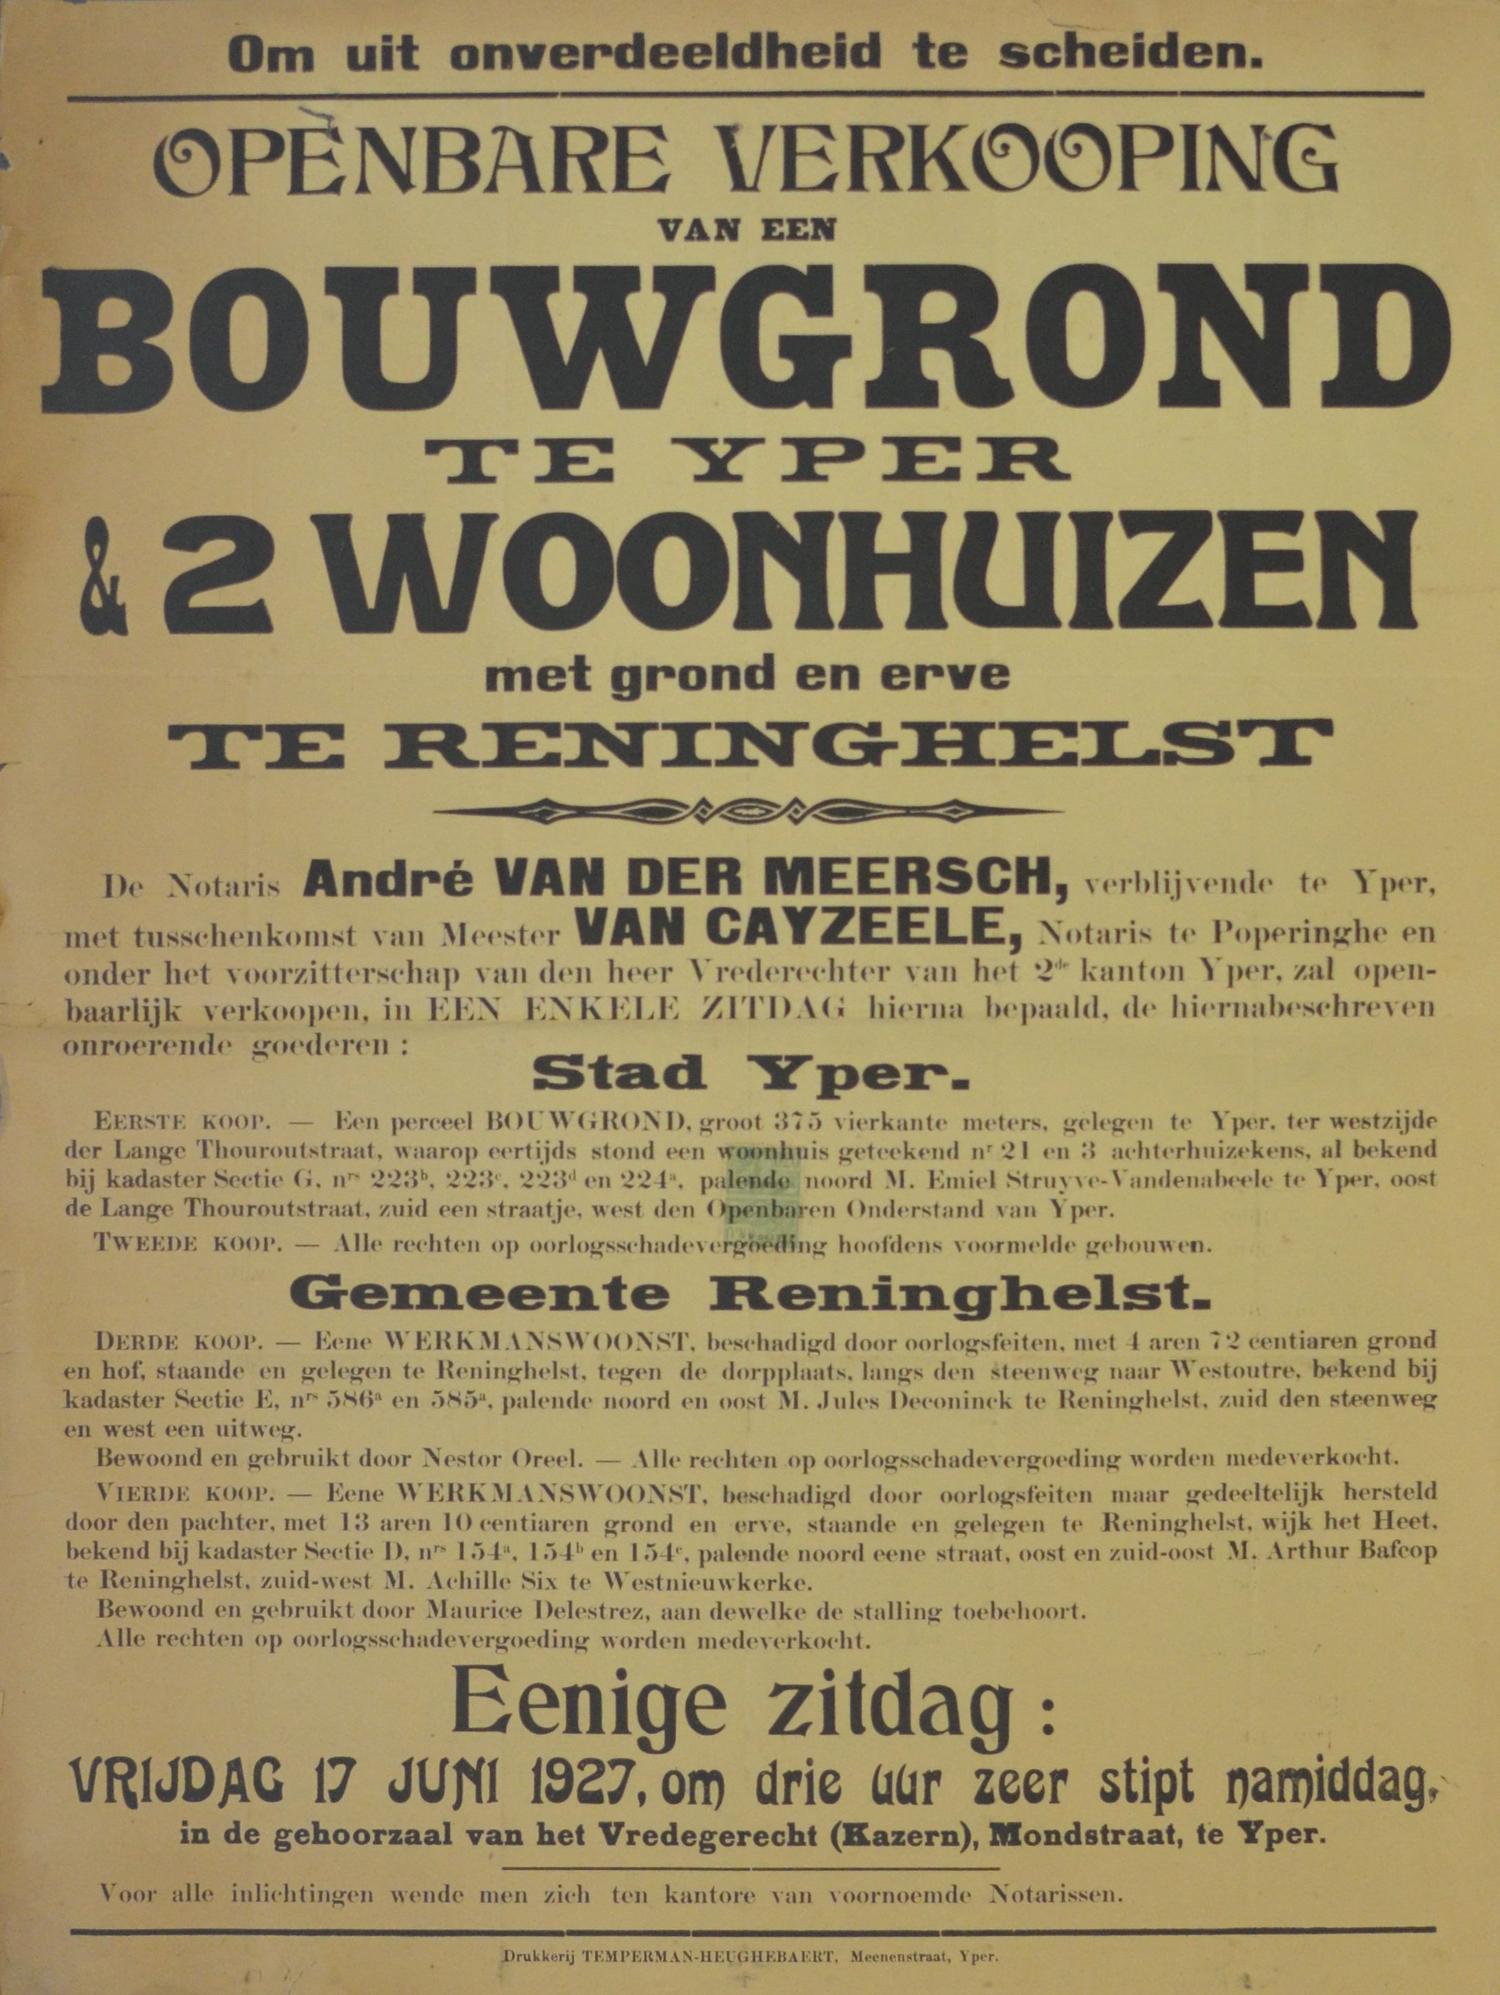 Om uit onverdeeldheid te scheiden.
OPENBARE VERKOOPING
VAN EEN
BOUWGROND
TE YPER
& 2 WOONHUIZEN
met grond en erve
TE RENINGHELST
De Notaris André VAN DER MEERSCH, verblijvende te Yper,
met tusschenkomst van Meester VAN CAYZEELE, Notaris te Poperinghe en
onder het voorzitterschap van den heer Vrederechter van het 2de kanton Yper, zal open-
baarlijk verkoopen, in EEN ENKELE ZITDAG hierna bepaald, de hiernabeschreven
onroerende goederen :
Stad Yper.
EERSTE KOOP. — Een perceel BOUWGROND, groot 375 vierkante meters, gelegen te Yper, ter westzijde
der Lange Thouroutstraat, waarop eertijds stond een woonhuis geteekend nr 21 en 3 achterhuizekens, al bekend
bij kadaster Sectie G, nrs 223b, 223c, 223d en 224a, palende noord M. Emiel Struyve-Vandenabeele te Yper, oost
de Lange Thouroutstraat, zuid een straatje, west den Openbaren Onderstand van Yper.
TWEEDE KOOP. — Alle rechten op oorlogsschadevergoeding hoofdens voormelde gebouwen.
Gemeente Reninghelst.
DERDE KOOP. — Eene WERKMANSWOONST, beschadigd door oorlogsfeiten, met 4 aren 72 centiaren grond
en hof, staande en gelegen te Reninghelst, tegen de dorpplaats, langs den steenweg naar Westoutre, bekend bij
kadaster Sectie E, nrs 586a en 585a, palende noord en oost M. Jules Deconinck te Reninghelst, zuid den steenweg
en west een uitweg.
Bewoond en gebruikt door Nestor Oreel. — Alle rechten op oorlogsschadevergoeding worden medeverkocht.
VIERDE KOOP. — Eene WERKMANSWOONST, beschadigd door oorlogsfeiten maar gedeeltelijk hersteld
door den pachter, met 13 aren 10 centiaren grond en erve, staande en gelegen te Reninghelst, wijk het Heet,
bekend bij kadaster Sectie D, nrs 154a, 154b en 154c, palende noord eene straat, oost en zuid-oost M. Arthur Bafcop
te Reninghelst, zuid-west M. Achille Six te Westnieuwkerke.
Bewoond en gebruikt door Maurice Delestrez, aan dewelke de stalling toebehoort.
Alle rechten op oorlogsschadevergoeding worden medeverkocht.
Eenige zitdag :
VRIJDAG 17 JUNI 1927, om drie uur zeer stipt namiddag,
in de gehoorzaal van het Vredegerecht (Kazern), Mondstraat, te Yper.
Voor alle inlichtingen wende men zich ten kantore van voornoemde Notarissen.
Drukkerij TEMPERMAN-HEUGHEBAERT, Meenenstraat, Yper.